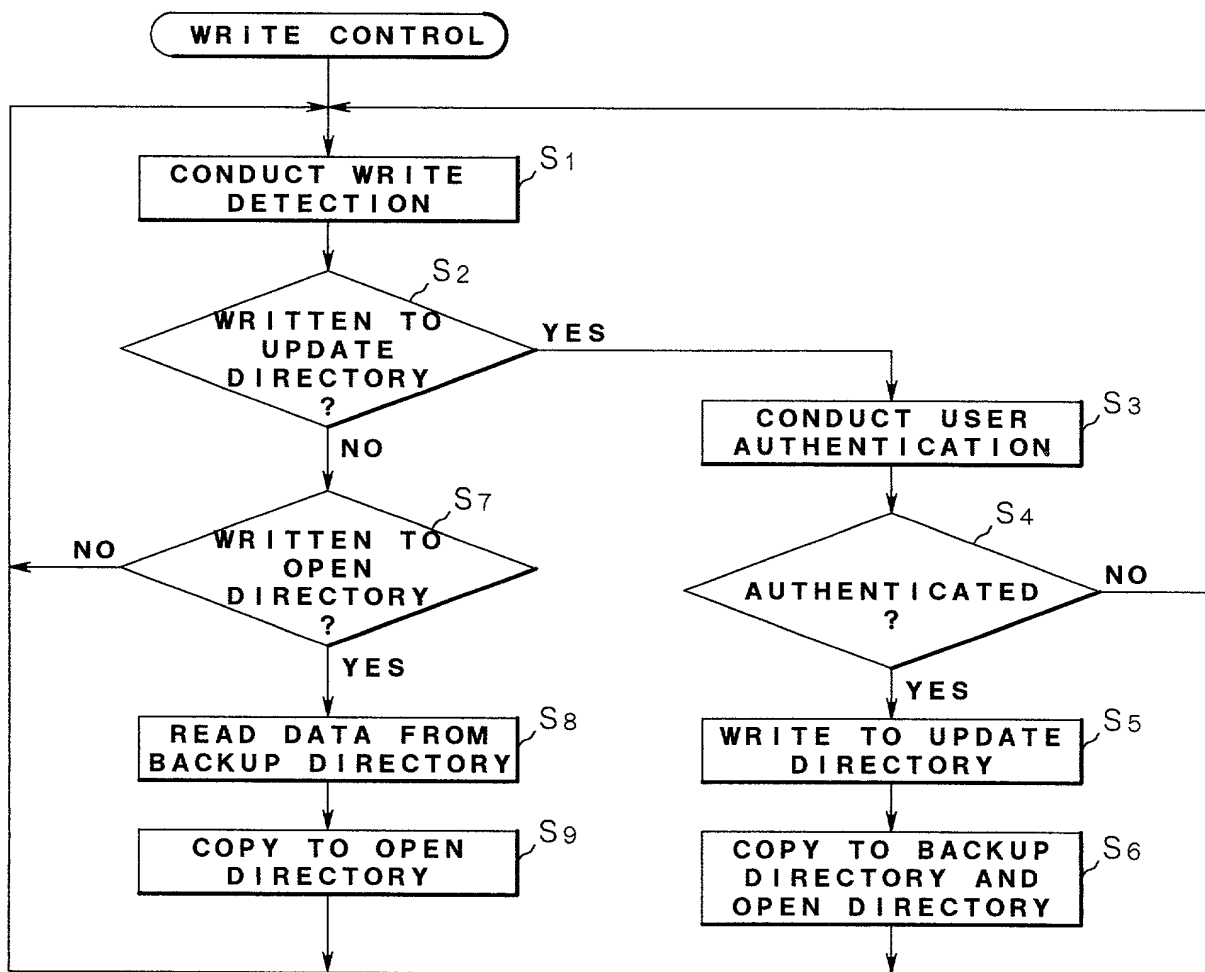 WRITE CONTROL
S1
CONDUCT WRITE
DETECTION
S2
WRITTEN TO
UPDATE
DIRECTORY
?
YES
NO
S3
CONDUCT USER
AUTHENTICATION
S4
AUTHENTICATED
?
NO
YES
S5
WRITE TO UPDATE
DIRECTORY
S6
COPY TO BACKUP
DIRECTORY AND
OPEN DIRECTORY
S7
WRITTEN TO
OPEN
DIRECTORY
?
NO
YES
S8
READ DATA FROM
BACKUP DIRECTORY
S9
COPY TO OPEN
DIRECTORY